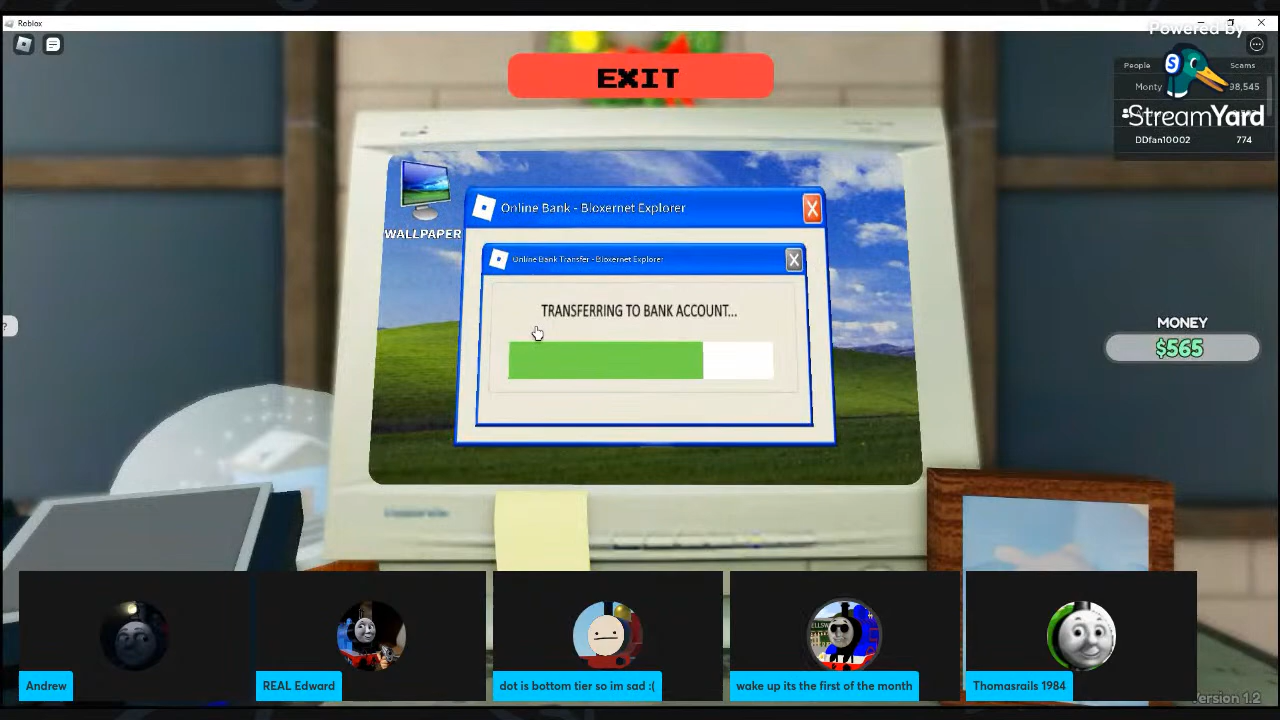 Roblox
Powered by
StreamYard
EXIT
People Scams
Monty 98,545
DDfan10002 774
WALLPAPER
Online Bank - Bloxernet Explorer
X
Online Bank Transfer - Bloxernet Explorer
X
TRANSFERRING TO BANK ACCOUNT...
?
MONEY
$565
Andrew
REAL Edward
dot is bottom tier so im sad :(
wake up its the first of the month
Thomasrails 1984
Version 1.2